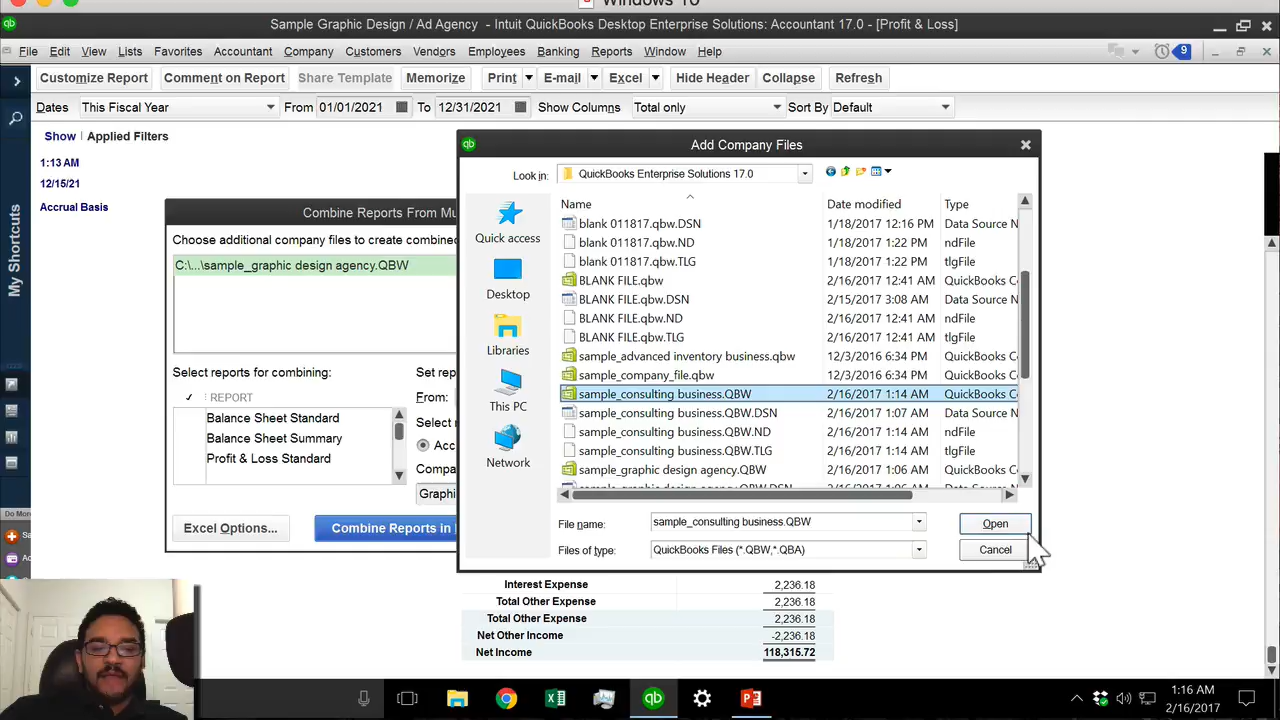 Windows 10
Sample Graphic Design / Ad Agency - Intuit QuickBooks Desktop Enterprise Solutions: Accountant 17.0 - [Profit & Loss]
File Edit View Lists Favorites Accountant Company Customers Vendors Employees Banking Reports Window Help 9
Customize Report Comment on Report Share Template Memorize Print E-mail Excel Hide Header Collapse Refresh
Dates This Fiscal Year From 01/01/2021 To 12/31/2021 Show Columns Total only Sort By Default
Show Applied Filters
1:13 AM
12/15/21
Accrual Basis
My Shortcuts
Do More
Combine Reports From Mu
Choose additional company files to create combined
C:\...\sample_graphic design agency.QBW
Select reports for combining:
Set rep
✓ REPORT
From:
Balance Sheet Standard
Select r
Balance Sheet Summary
Acc
Profit & Loss Standard
Compa
Graphi
Excel Options...
Combine Reports in
Add Company Files
Look in: QuickBooks Enterprise Solutions 17.0
Quick access
Desktop
Libraries
This PC
Network
Name Date modified Type
blank 011817.qbw.DSN 1/18/2017 12:16 PM Data Source N
blank 011817.qbw.ND 1/18/2017 1:22 PM ndFile
blank 011817.qbw.TLG 1/18/2017 1:22 PM tlgFile
BLANK FILE.qbw 2/16/2017 12:41 AM QuickBooks C
BLANK FILE.qbw.DSN 2/15/2017 3:08 AM Data Source N
BLANK FILE.qbw.ND 2/16/2017 12:41 AM ndFile
BLANK FILE.qbw.TLG 2/16/2017 12:41 AM tlgFile
sample_advanced inventory business.qbw 12/3/2016 6:34 PM QuickBooks C
sample_company_file.qbw 12/3/2016 6:34 PM QuickBooks C
sample_consulting business.QBW 2/16/2017 1:14 AM QuickBooks C
sample_consulting business.QBW.DSN 2/16/2017 1:07 AM Data Source N
sample_consulting business.QBW.ND 2/16/2017 1:14 AM ndFile
sample_consulting business.QBW.TLG 2/16/2017 1:14 AM tlgFile
sample_graphic design agency.QBW 2/16/2017 1:06 AM QuickBooks C
sample_graphic design agency.QBW.DSN 2/16/2017 1:06 AM Data Source N
File name: sample_consulting business.QBW Open
Files of type: QuickBooks Files (*.QBW,*.QBA) Cancel
Interest Expense 2,236.18
Total Other Expense 2,236.18
Total Other Expense 2,236.18
Net Other Income -2,236.18
Net Income 118,315.72
1:16 AM
2/16/2017